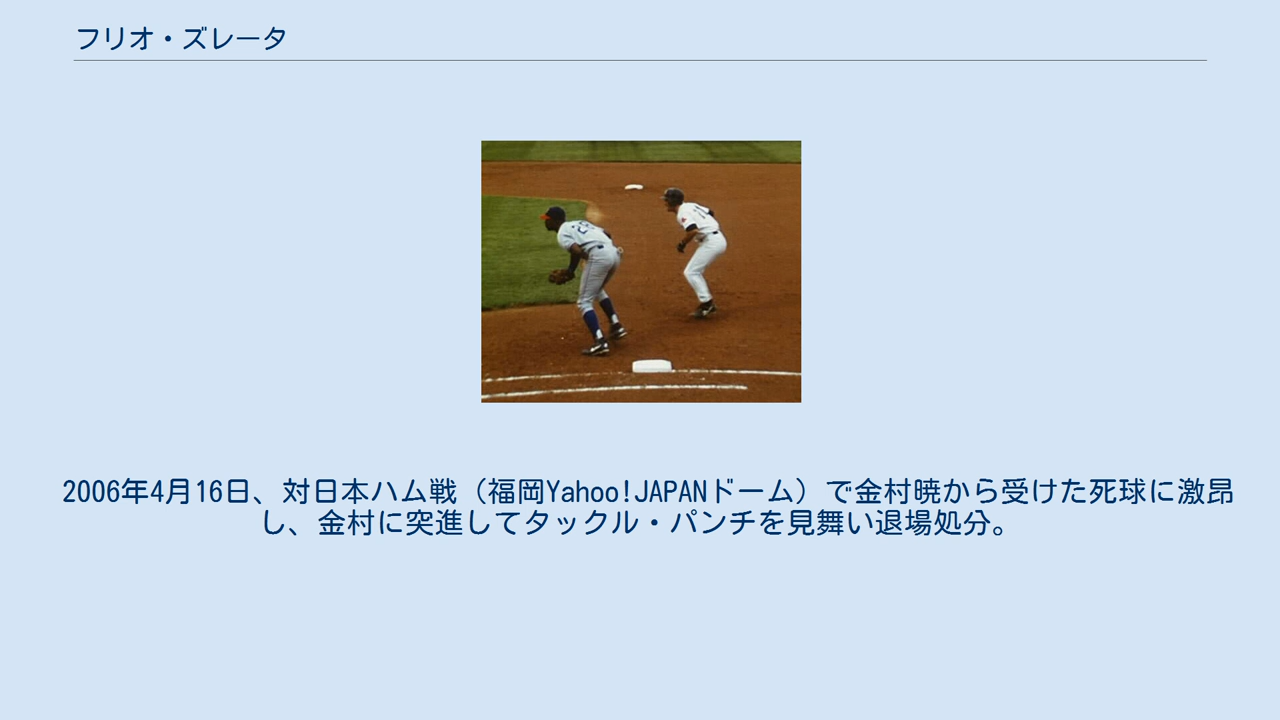 フリオ・ズレータ
2006年4月16日、対日本ハム戦（福岡Yahoo!JAPANドーム）で金村暁から受けた死球に激昂
し、金村に突進してタックル・パンチを見舞い退場処分。